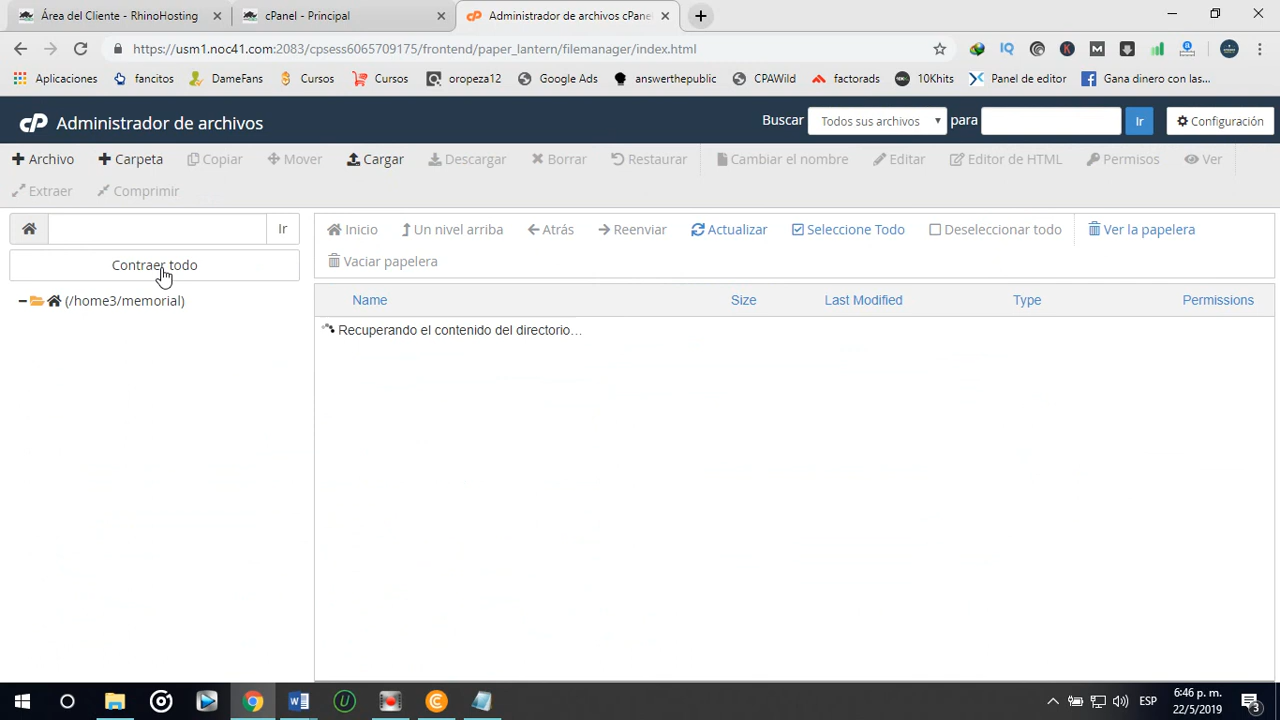 Área del Cliente - RhinoHosting
cPanel - Principal
Administrador de archivos cPane
https://usm1.noc41.com:2083/cpsess6065709175/frontend/paper_lantern/filemanager/index.html
Aplicaciones
fancitos
DameFans
Cursos
Cursos
oropeza12
Google Ads
answerthepublic
CPAWild
factorads
10Khits
Panel de editor
Gana dinero con las...
cP Administrador de archivos
Buscar
Todos sus archivos
para
Ir
Configuración
Archivo
Carpeta
Copiar
Mover
Cargar
Descargar
Borrar
Restaurar
Cambiar el nombre
Editar
Editor de HTML
Permisos
Ver
Extraer
Comprimir
Ir
Inicio
Un nivel arriba
Atrás
Reenviar
Actualizar
Seleccione Todo
Deseleccionar todo
Ver la papelera
Vaciar papelera
Contraer todo
(/home3/memorial)
Name
Size
Last Modified
Type
Permissions
Recuperando el contenido del directorio…
ESP
6:46 p. m.
22/5/2019
3